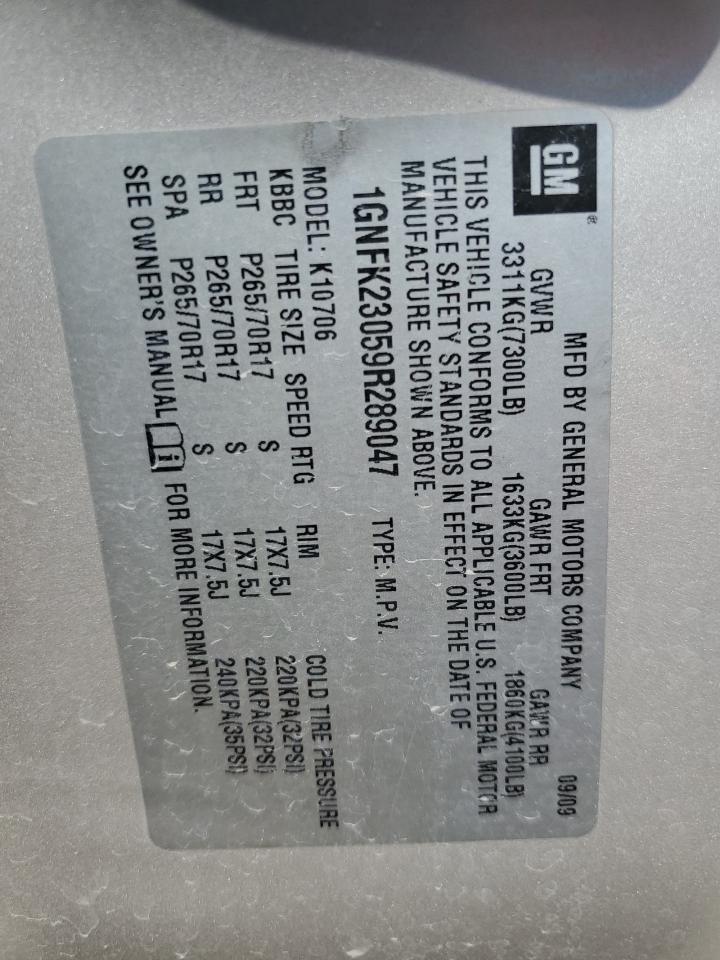 GM ®
MFD BY GENERAL MOTORS COMPANY 09/09
GVWR GAWR FRT GAWR RR
3311KG(7300LB) 1633KG(3600LB) 1860KG(4100LB)
THIS VEHICLE CONFORMS TO ALL APPLICABLE U.S. FEDERAL MOTOR
VEHICLE SAFETY STANDARDS IN EFFECT ON THE DATE OF
MANUFACTURE SHOWN ABOVE.
1GNFK23059R289047 TYPE: M.P.V.
MODEL: K10706
KBBC TIRE SIZE SPEED RTG RIM COLD TIRE PRESSURE
FRT P265/70R17 S 17X7.5J 220KPA(32PSI)
RR P265/70R17 S 17X7.5J 220KPA(32PSI)
SPA P265/70R17 S 17X7.5J 240KPA(35PSI)
SEE OWNER'S MANUAL i FOR MORE INFORMATION.